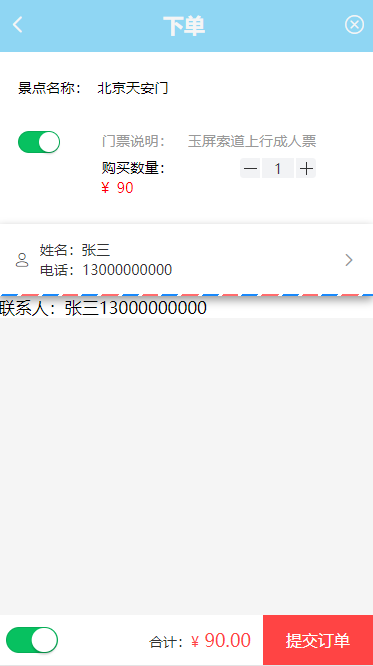 下单
景点名称： 北京天安门
门票说明： 玉屏索道上行成人票
购买数量： 1
¥ 90
姓名：张三
电话：13000000000
联系人：张三13000000000
合计：¥ 90.00 提交订单